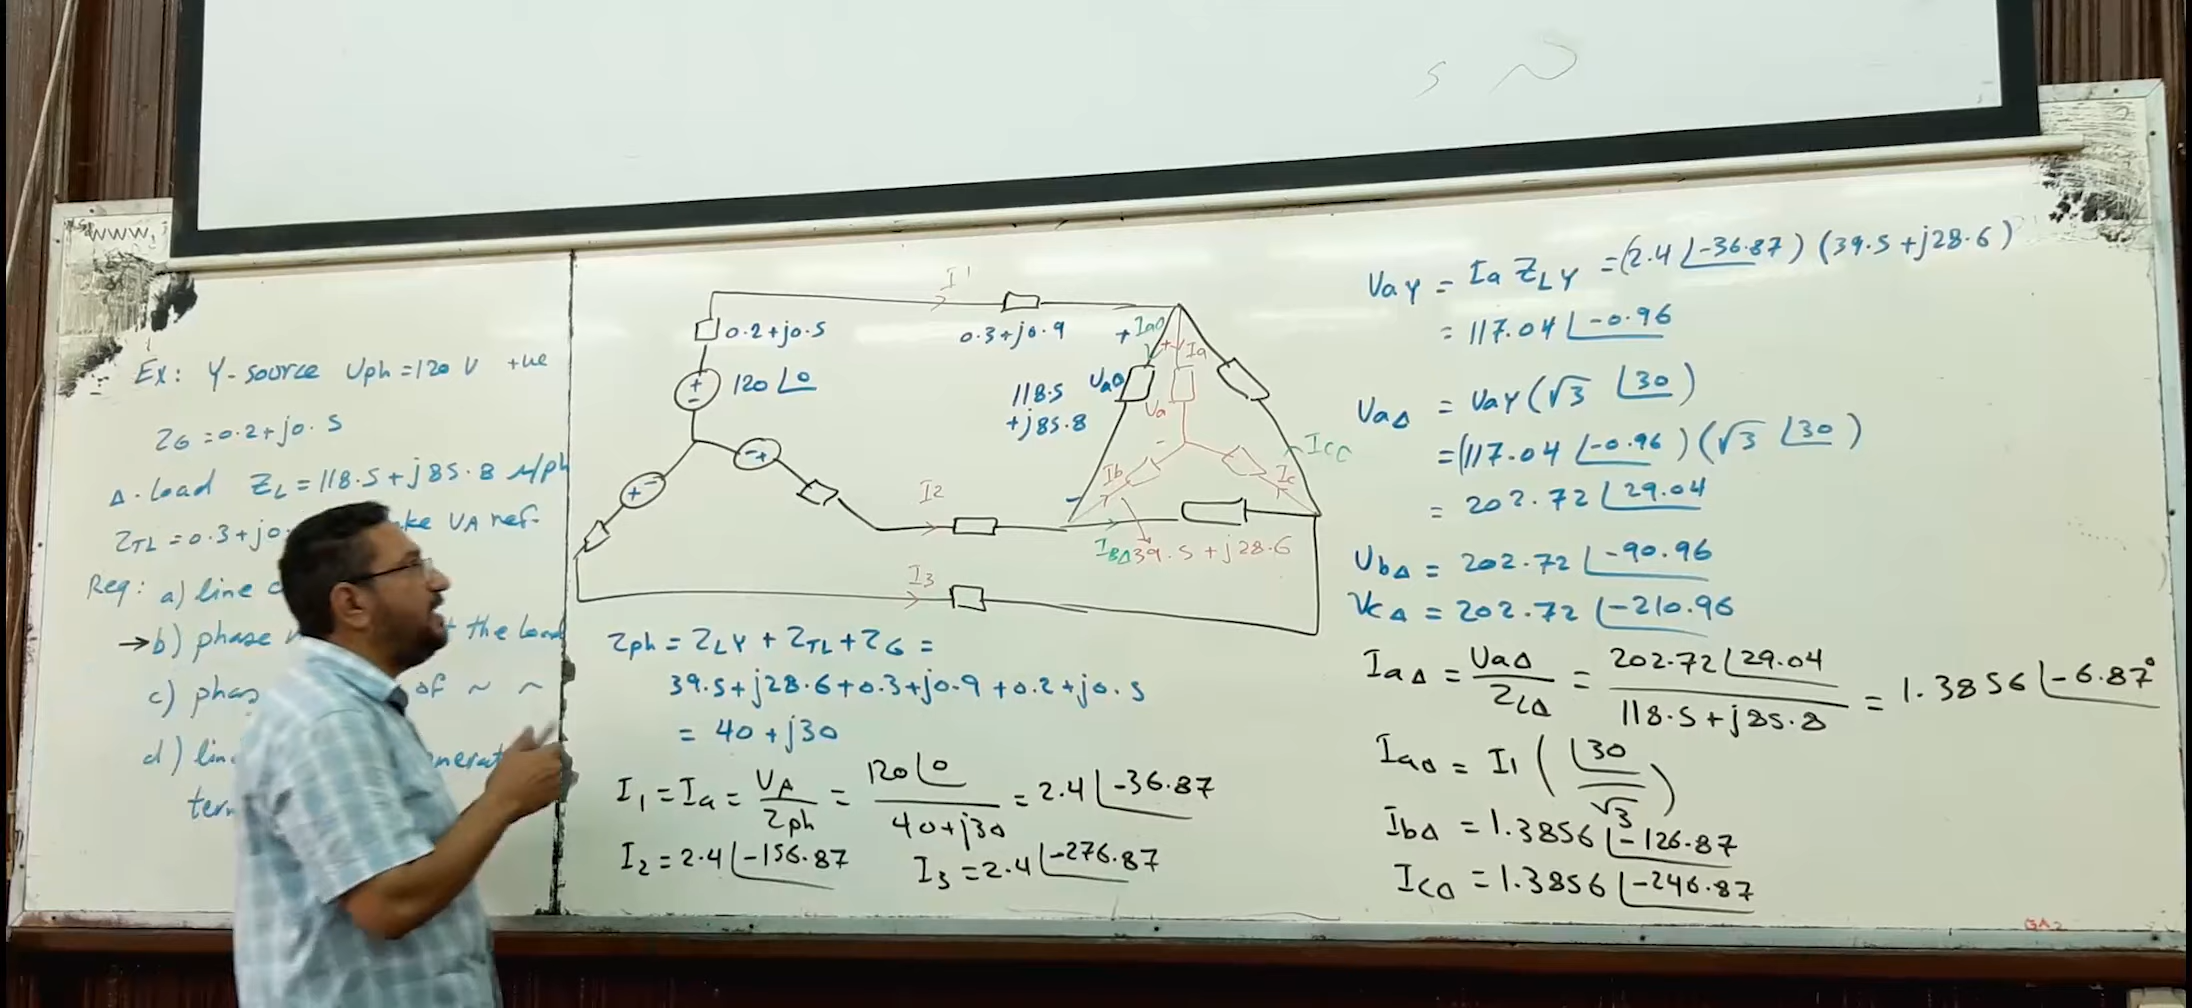 www.
Ex: Y-source Uph=120 V +ve
ZG=0.2+j0.5
Δ-load ZL=118.5+j85.8 Ω/ph
ZTL=0.3+j0. ke VA ref.
Req: a) line
→b) phase the load
c) phas of ~ ~
d) lin nerat
ter
I1
0.2+j0.5
0.3+j0.9
+ IaΔ
+ Ia
120∠0
118.5
+j85.8
UaΔ
Ua
ICC
Ib
Ic
I2
IBΔ
39.5+j28.6
I3
Zph = ZLY + ZTL + ZG =
39.5+j28.6+0.3+j0.9+0.2+j0.5
= 40+j30
I1 = Ia = UA/Zph = 120∠0/40+j30 = 2.4∠-36.87
I2 = 2.4∠-156.87 I3 = 2.4∠-276.87
VaY = Ia ZLY = (2.4∠-36.87) (39.5+j28.6)
= 117.04∠-0.96
VaΔ = VaY (√3 ∠30)
= (117.04∠-0.96) (√3 ∠30)
= 202.72∠29.04
UbΔ = 202.72∠-90.96
VcΔ = 202.72∠-210.96
IaΔ = UaΔ/ZLΔ = 202.72∠29.04/118.5+j85.8 = 1.3856∠-6.87°
IaΔ = I1 (∠30/√3)
IbΔ = 1.3856∠-126.87
ICΔ = 1.3856∠-246.87